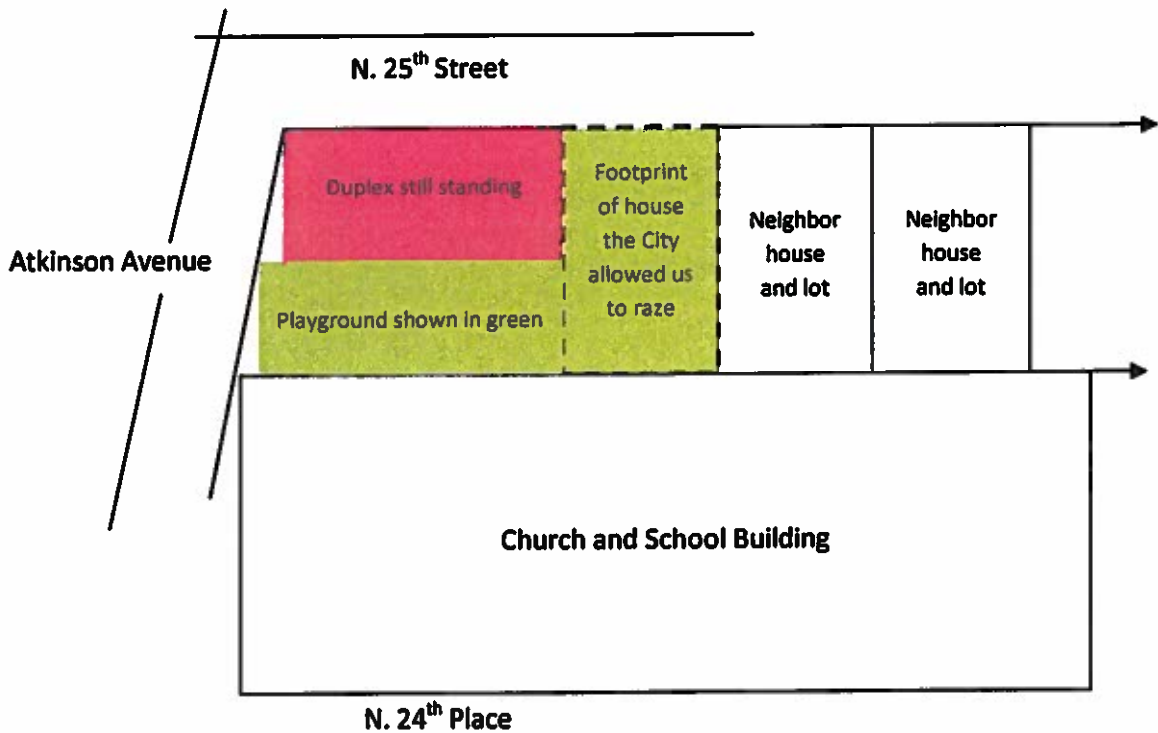 N. 25th Street
Duplex still standing
Footprint
of house
the City
allowed us
to raze
Neighbor
house
and lot
Neighbor
house
and lot
Atkinson Avenue
Playground shown in green
Church and School Building
N. 24th Place